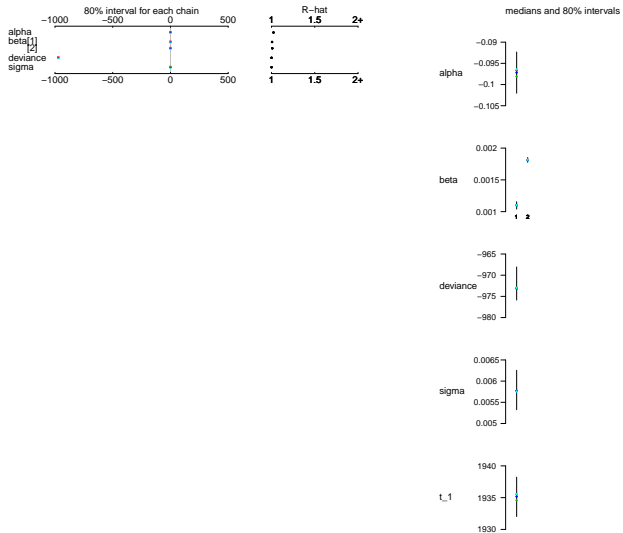 80% interval for each chain
−1000 −500 0 500
alpha
beta[1]
[2]
deviance
sigma
−1000 −500 0 500
R−hat
1 1.5 2+
1 1.5 2+
medians and 80% intervals
alpha
−0.09
−0.095
−0.1
−0.105
beta
0.002
0.0015
0.001
1 2
deviance
−965
−970
−975
−980
sigma
0.0065
0.006
0.0055
0.005
t_1
1940
1935
1930